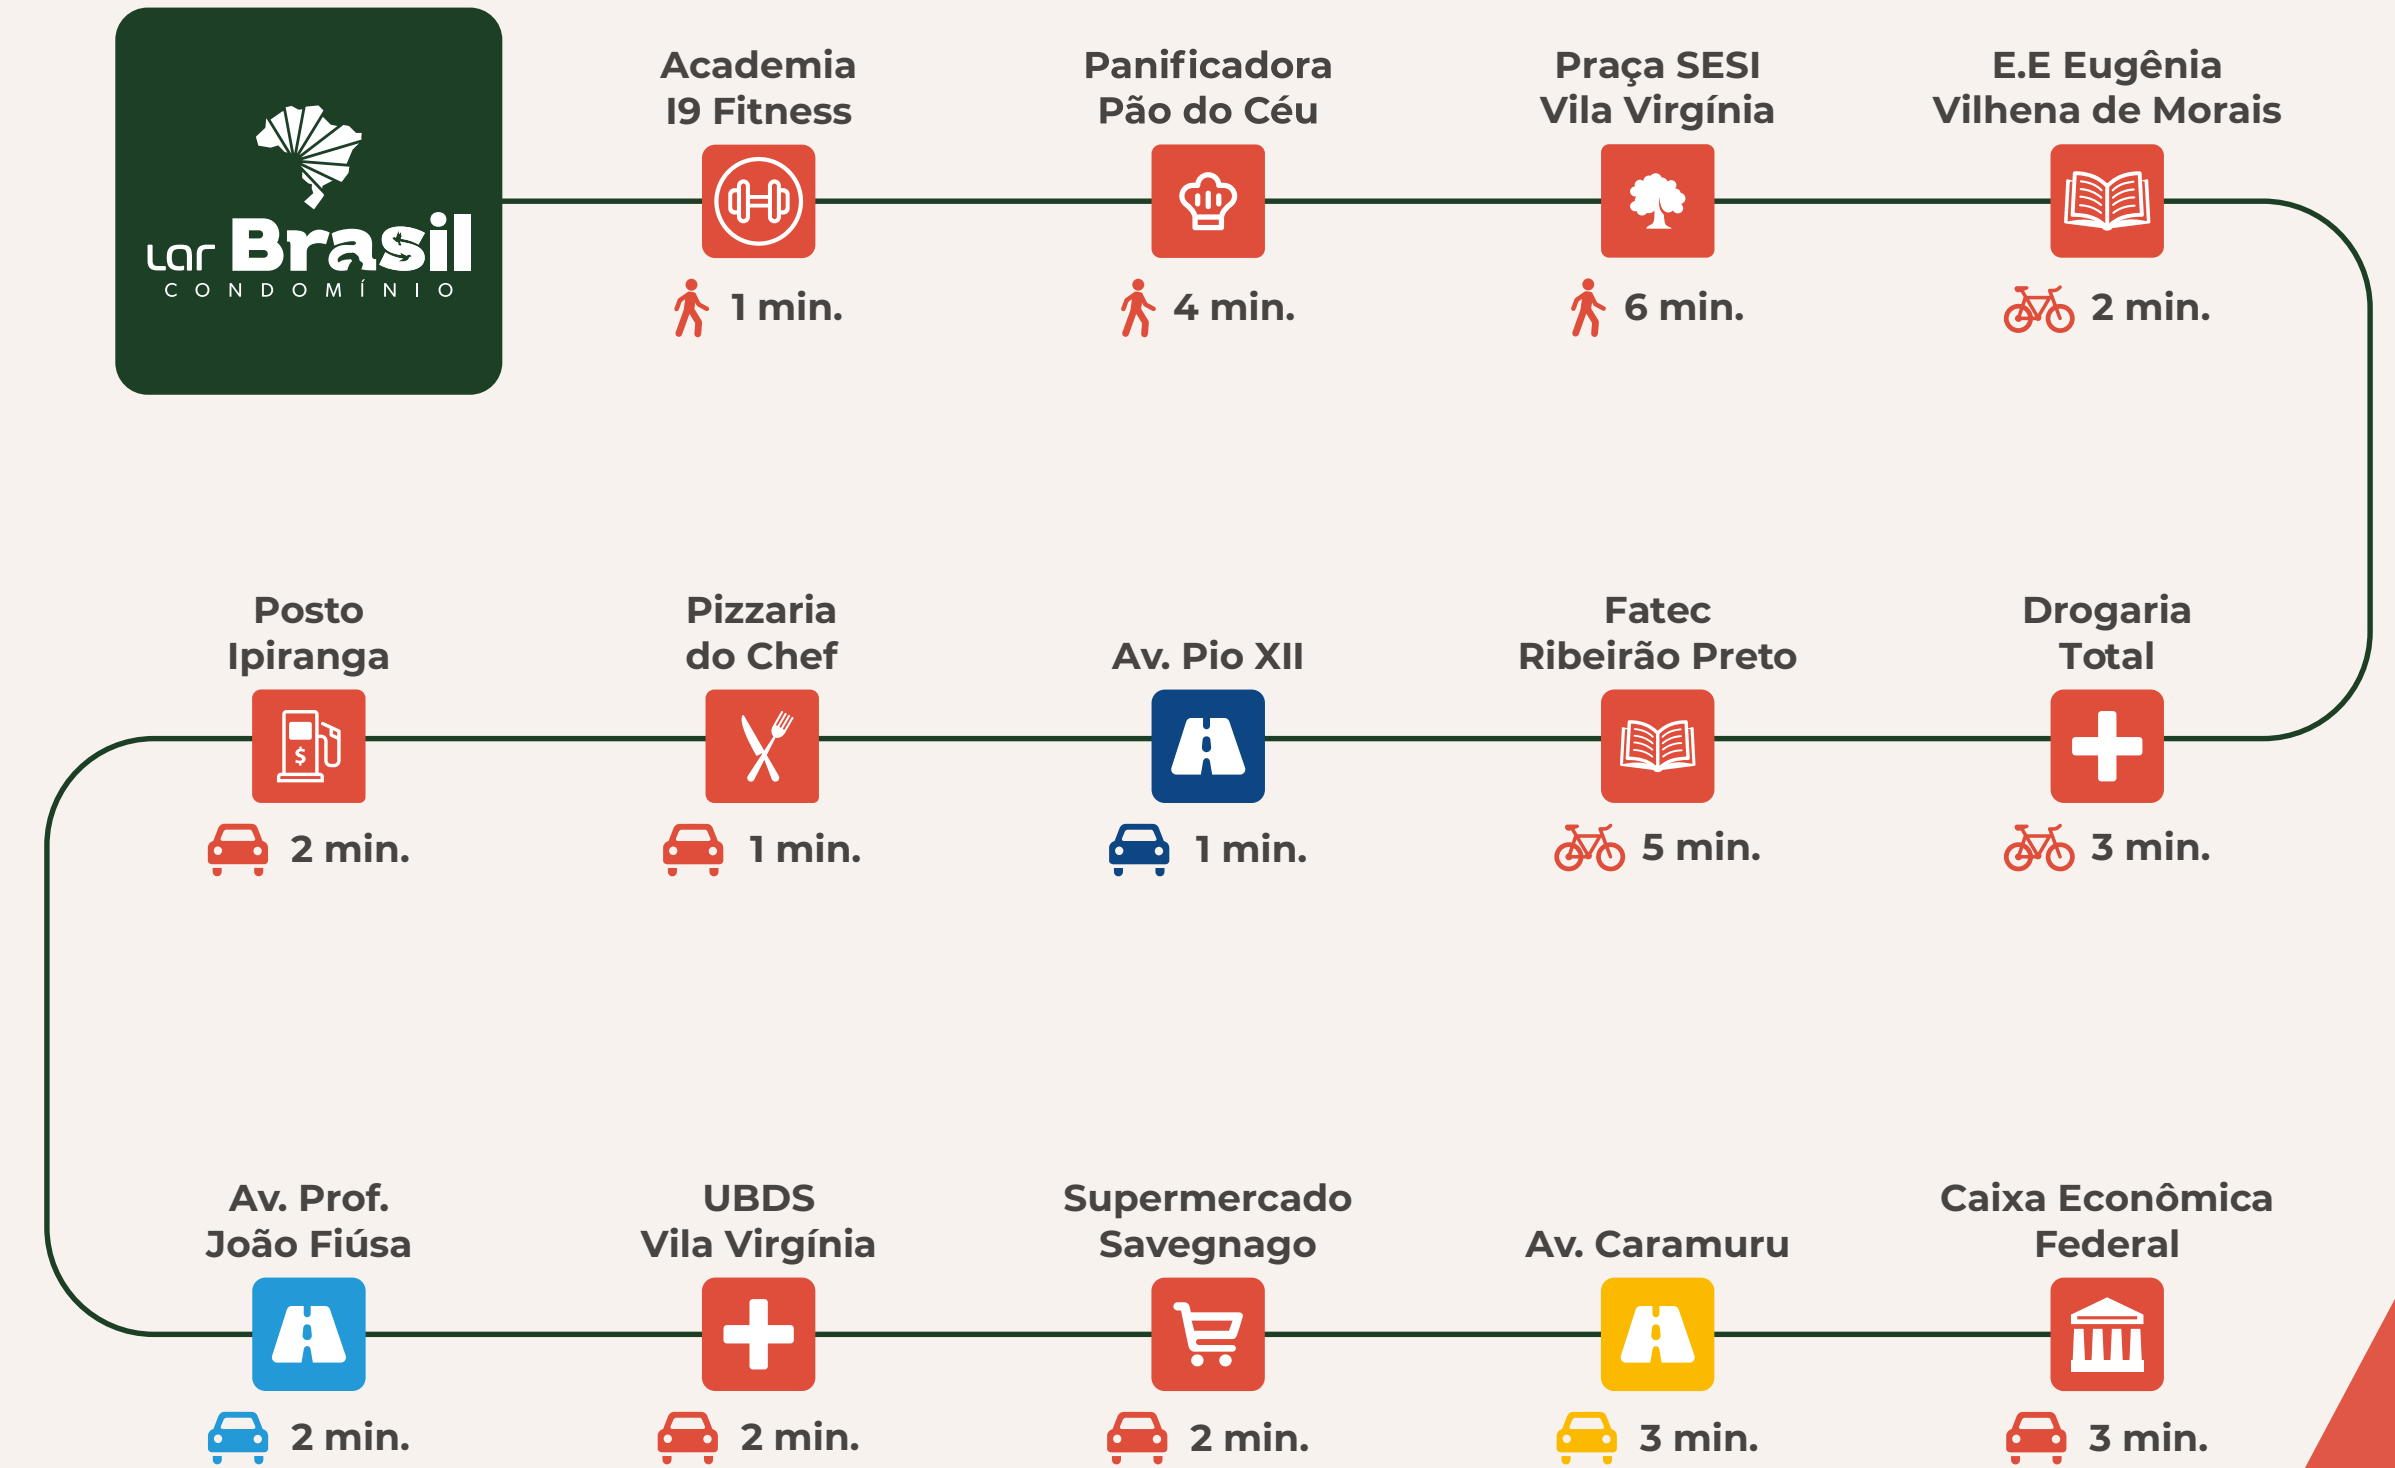 Lar Brasil
CONDOMÍNIO
Academia
I9 Fitness
1 min.
Panificadora
Pão do Céu
4 min.
Praça SESI
Vila Virgínia
6 min.
E.E Eugênia
Vilhena de Morais
2 min.
Drogaria
Total
3 min.
Fatec
Ribeirão Preto
5 min.
Av. Pio XII
1 min.
Pizzaria
do Chef
1 min.
Posto
Ipiranga
$
2 min.
Av. Prof.
João Fiúsa
2 min.
UBDS
Vila Virgínia
2 min.
Supermercado
Savegnago
2 min.
Av. Caramuru
3 min.
Caixa Econômica
Federal
3 min.